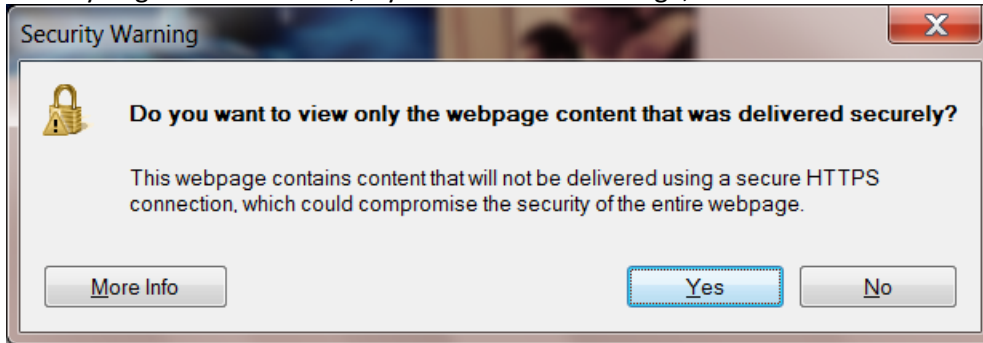 Security Warning
X
Do you want to view only the webpage content that was delivered securely?
This webpage contains content that will not be delivered using a secure HTTPS
connection, which could compromise the security of the entire webpage.
More Info
Yes
No